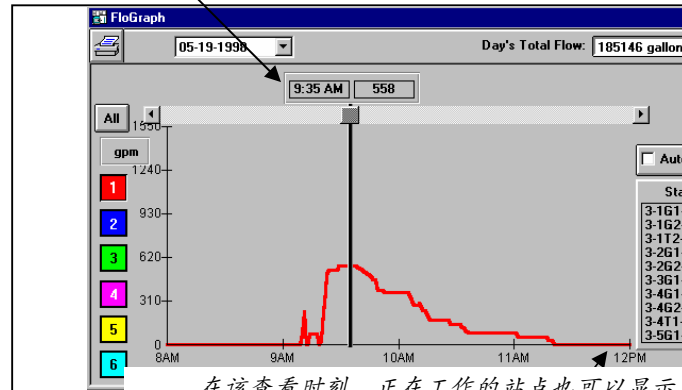 FloGraph
05-19-1998
Day's Total Flow: 185146 gallon
9:35 AM 558
All
gpm
1550
1240
930
620
310
0
1
2
3
4
5
6
8AM 9AM 10AM 11AM 12PM
Aut
Sta
3-1G1-
3-1G2-
3-1T2-
3-2G1-
3-2G2-
3-3G1-
3-4G1-
3-4G2-
3-4T1-
3-5G1-
在该查看时刻，正在工作的站点也可以显示